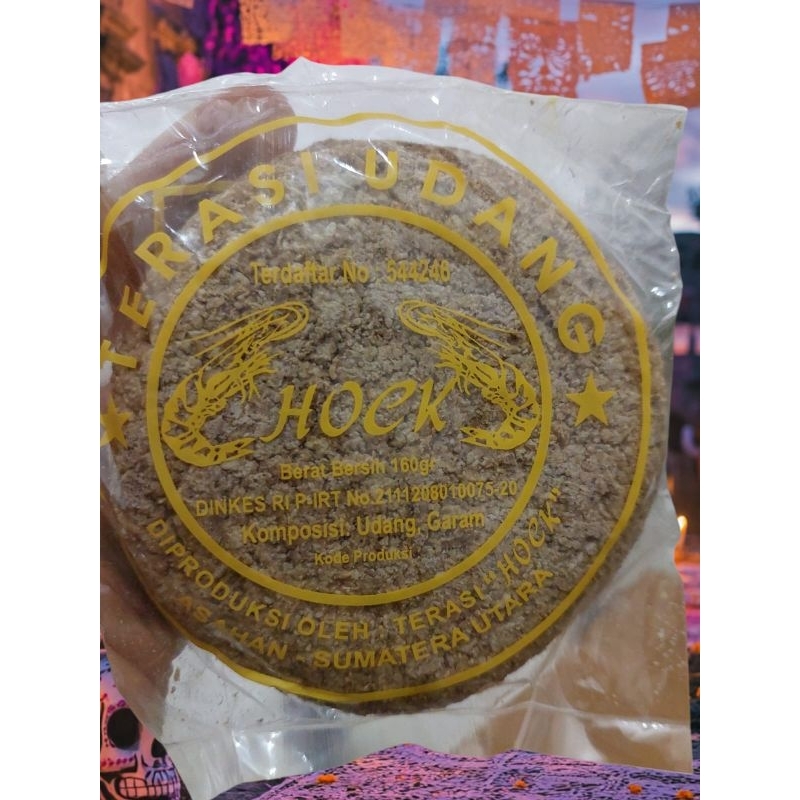 TERASI UDANG
Terdaftar No : 544246
HOCK
Berat Bersih 160gr
DINKES RI P-IRT No.2111208010075-20
Komposisi: Udang, Garam
Kode Produksi :
DIPRODUKSI OLEH : TERASI "HOCK"
ASAHAN - SUMATERA UTARA